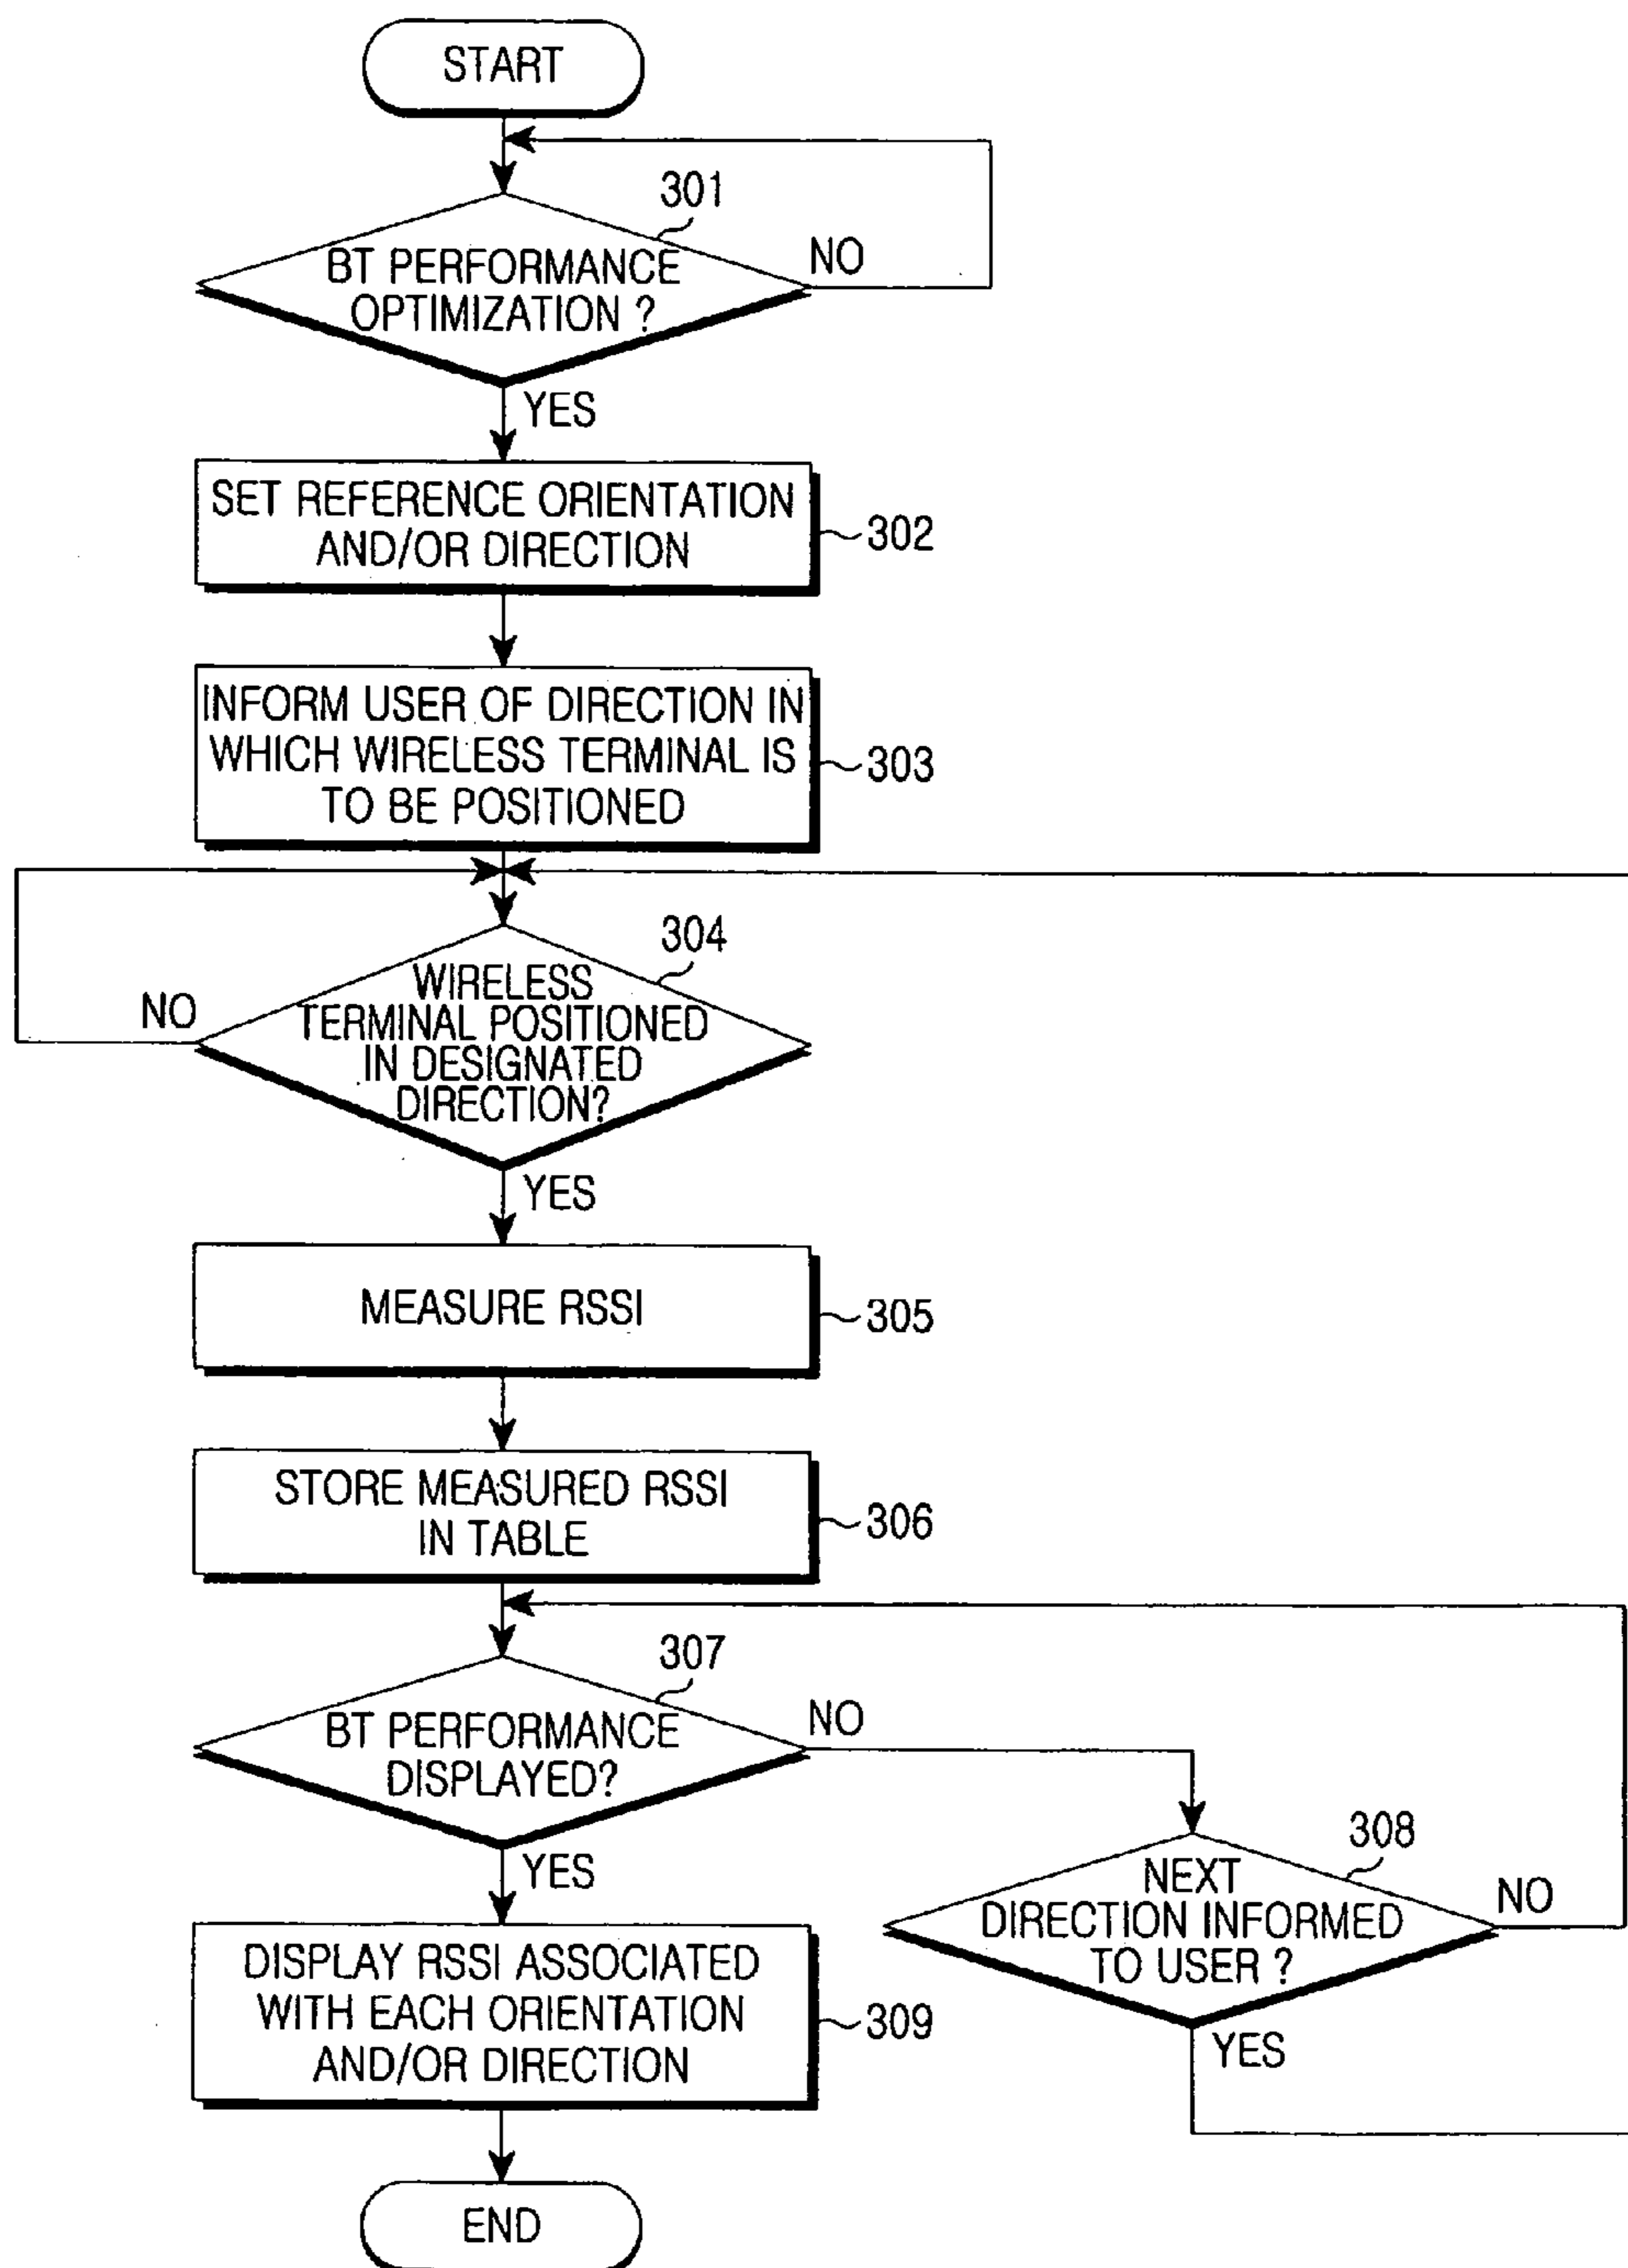 START
301
BT PERFORMANCE
OPTIMIZATION ?
NO
YES
SET REFERENCE ORIENTATION
AND/OR DIRECTION
302
INFORM USER OF DIRECTION IN
WHICH WIRELESS TERMINAL IS
TO BE POSITIONED
303
304
WIRELESS
TERMINAL POSITIONED
IN DESIGNATED
DIRECTION?
NO
YES
MEASURE RSSI
305
STORE MEASURED RSSI
IN TABLE
306
307
BT PERFORMANCE
DISPLAYED?
NO
YES
308
NEXT
DIRECTION INFORMED
TO USER ?
NO
YES
DISPLAY RSSI ASSOCIATED
WITH EACH ORIENTATION
AND/OR DIRECTION
309
END